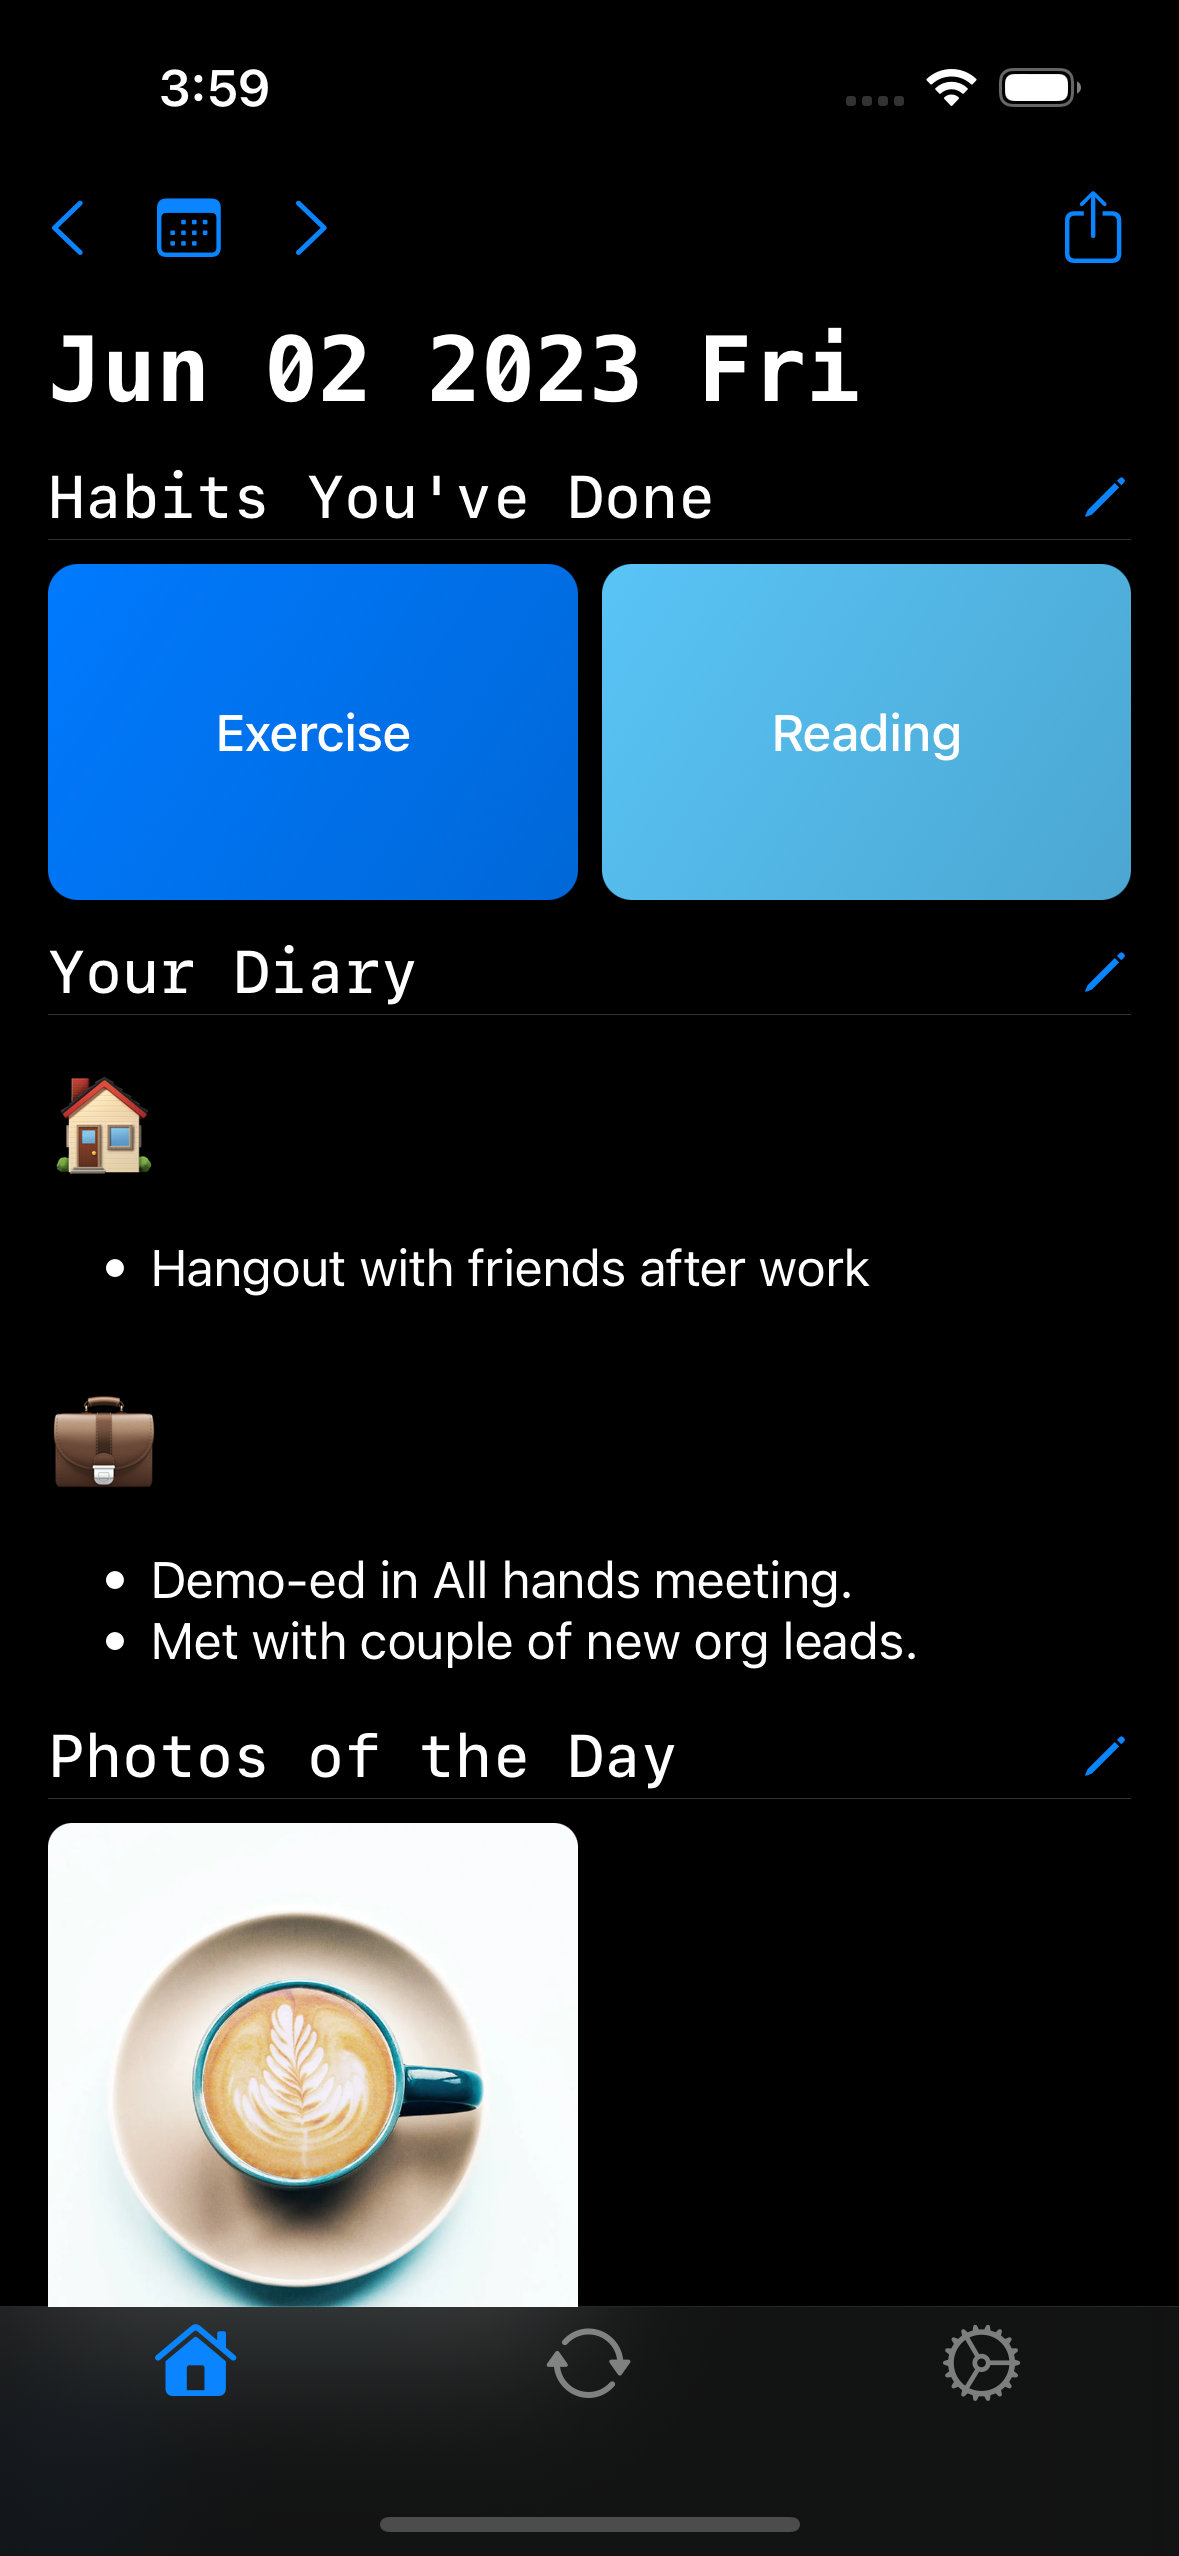 3:59
Jun 02 2023 Fri
Habits You've Done
Exercise
Reading
Your Diary
Hangout with friends after work
Demo-ed in All hands meeting.
Met with couple of new org leads.
Photos of the Day